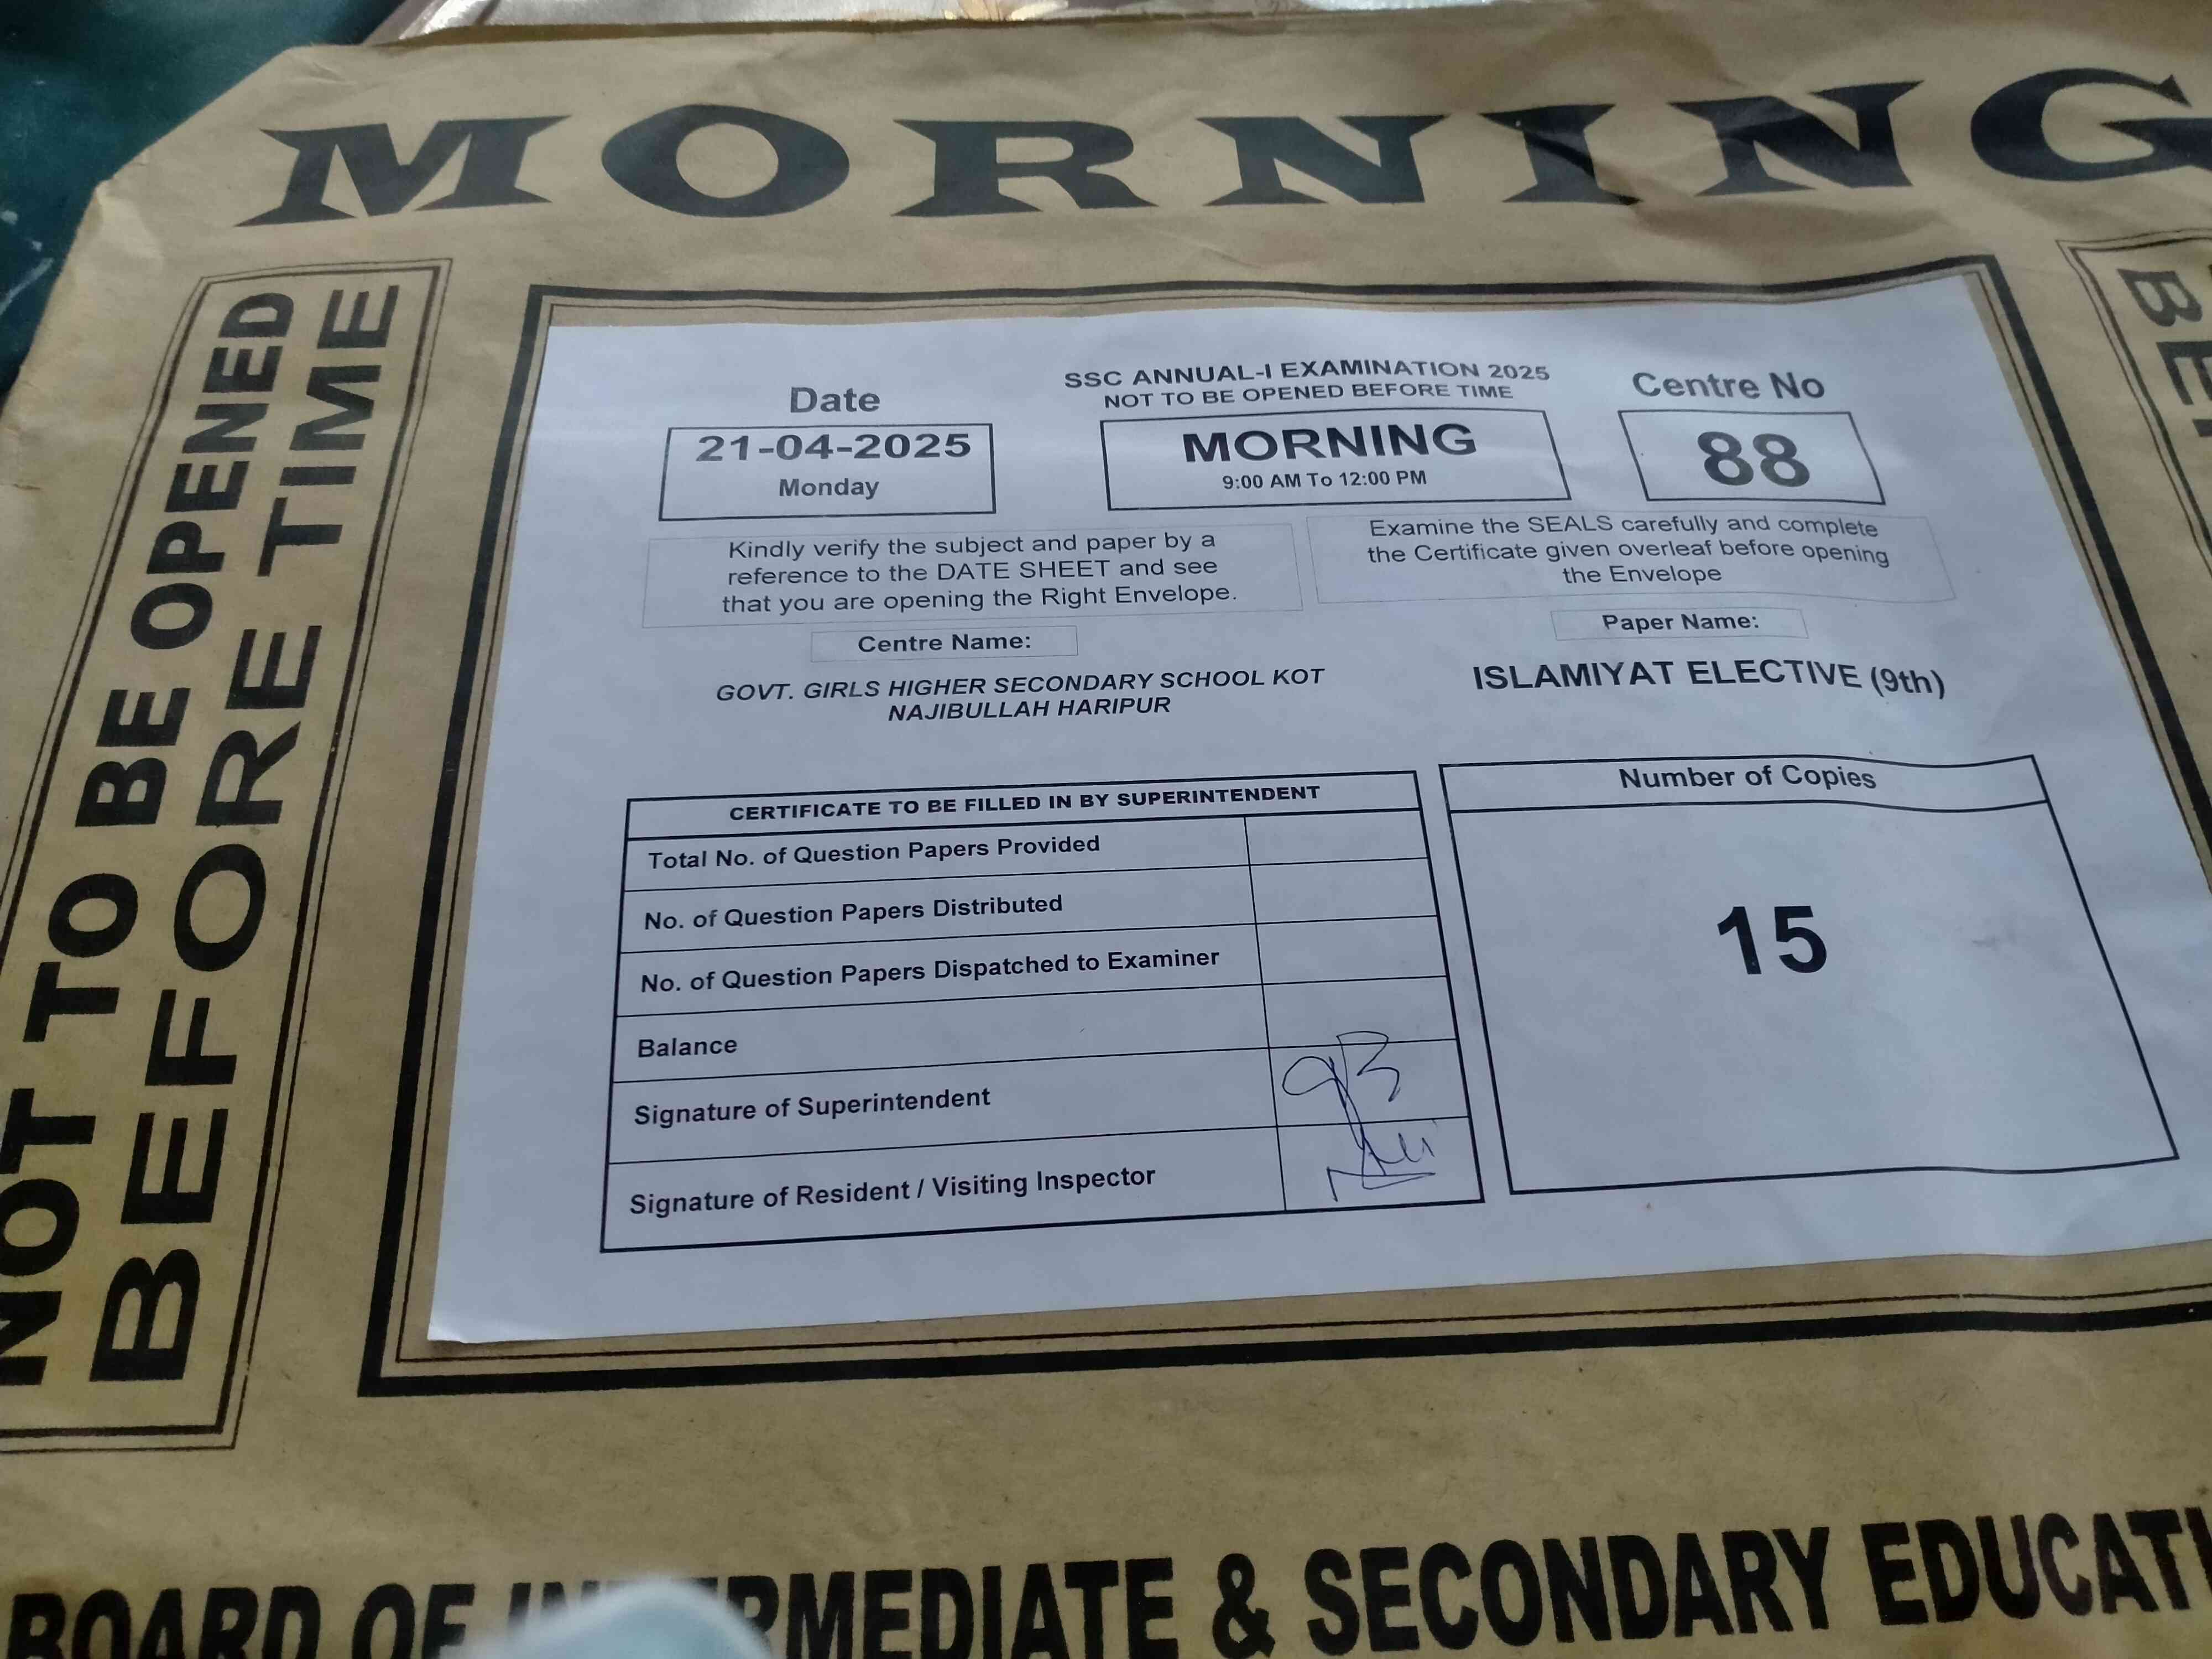 MORNING
NOT TO BE OPENED
BEFORE TIME
SSC ANNUAL-I EXAMINATION 2025
NOT TO BE OPENED BEFORE TIME
Date
21-04-2025
Monday
MORNING
9:00 AM To 12:00 PM
Centre No
88
Kindly verify the subject and paper by a
reference to the DATE SHEET and see
that you are opening the Right Envelope.
Examine the SEALS carefully and complete
the Certificate given overleaf before opening
the Envelope
Centre Name:
GOVT. GIRLS HIGHER SECONDARY SCHOOL KOT
NAJIBULLAH HARIPUR
Paper Name:
ISLAMIYAT ELECTIVE (9th)
CERTIFICATE TO BE FILLED IN BY SUPERINTENDENT
Total No. of Question Papers Provided
No. of Question Papers Distributed
No. of Question Papers Dispatched to Examiner
Balance
Signature of Superintendent
Signature of Resident / Visiting Inspector
Number of Copies
15
BOARD OF INTERMEDIATE & SECONDARY EDUCATI